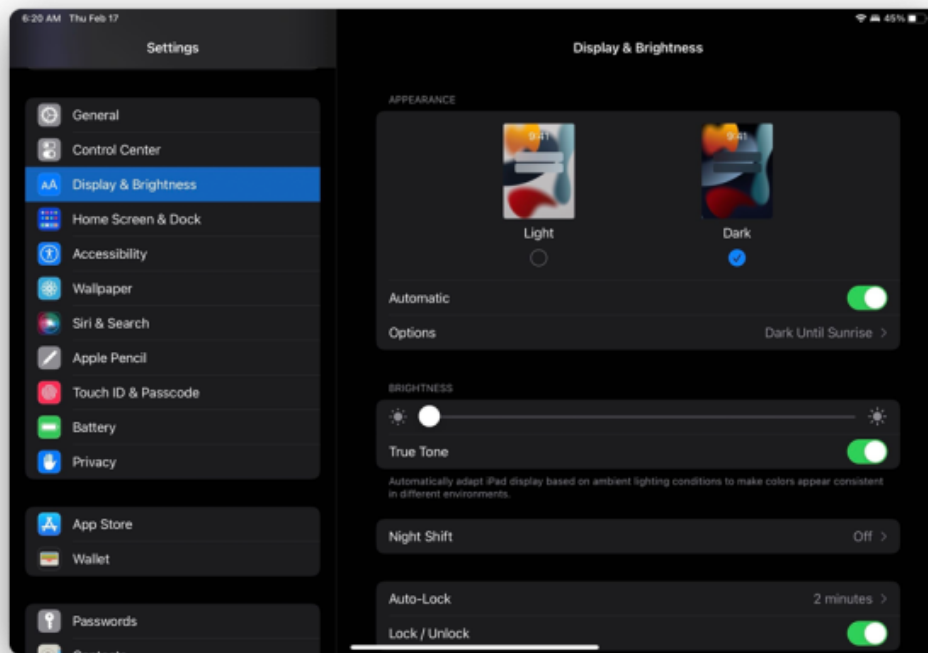 6:20 AM Thu Feb 17
45%
Settings
General
Control Center
AA Display & Brightness
Home Screen & Dock
Accessibility
Wallpaper
Siri & Search
Apple Pencil
Touch ID & Passcode
Battery
Privacy
App Store
Wallet
Passwords
Display & Brightness
APPEARANCE
9:41 9:41
Light Dark
Automatic
Options Dark Until Sunrise
BRIGHTNESS
True Tone
Automatically adapt iPad display based on ambient lighting conditions to make colors appear consistent
in different environments.
Night Shift Off
Auto-Lock 2 minutes
Lock / Unlock